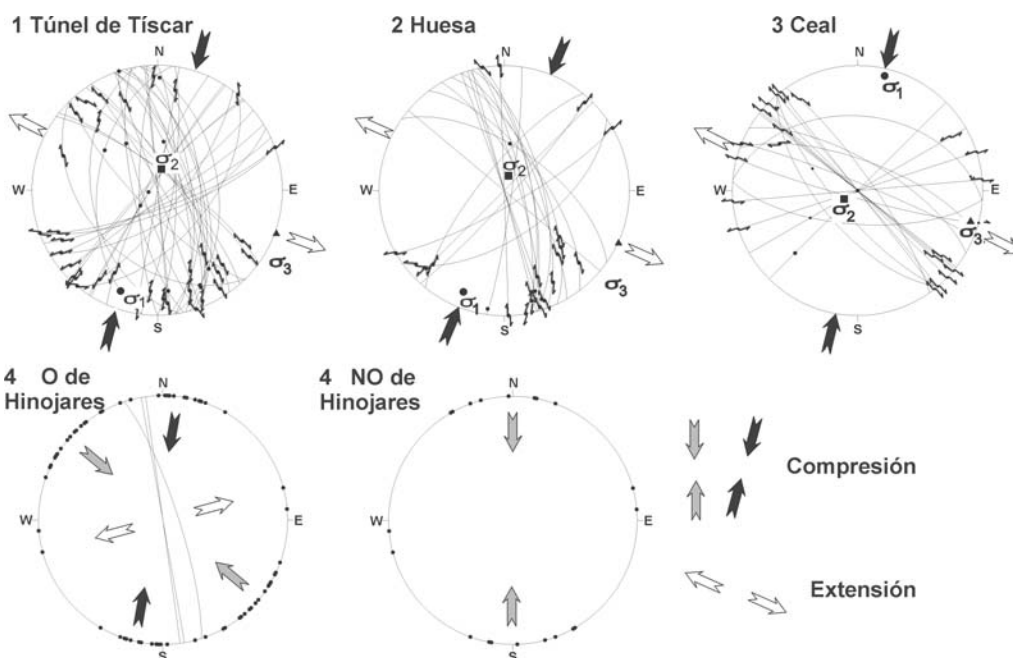 1 Túnel de Tíscar
2 Huesa
3 Ceal
N
N
N
σ1
σ2
σ2
W
E
W
E
W
E
σ2
σ3
σ3
σ3
σ1
σ1
S
S
S
4 O de Hinojares
4 NO de Hinojares
N
N
Compresión
W
E
W
E
Extensión
S
S